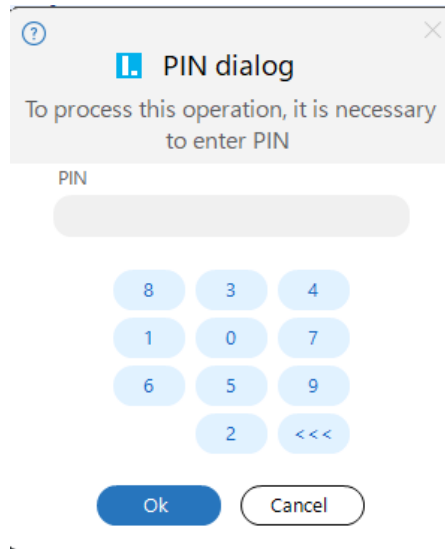 ?
I. PIN dialog
To process this operation, it is necessary
to enter PIN
PIN
8 3 4
1 0 7
6 5 9
2 <<<
Ok Cancel